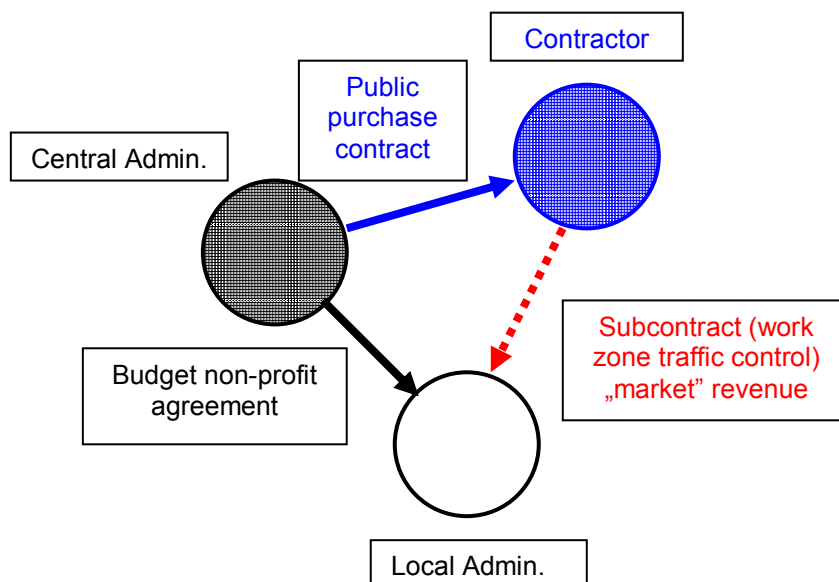 Contractor
Public
purchase
contract
Central Admin.
Subcontract (work
zone traffic control)
„market” revenue
Budget non-profit
agreement
Local Admin.